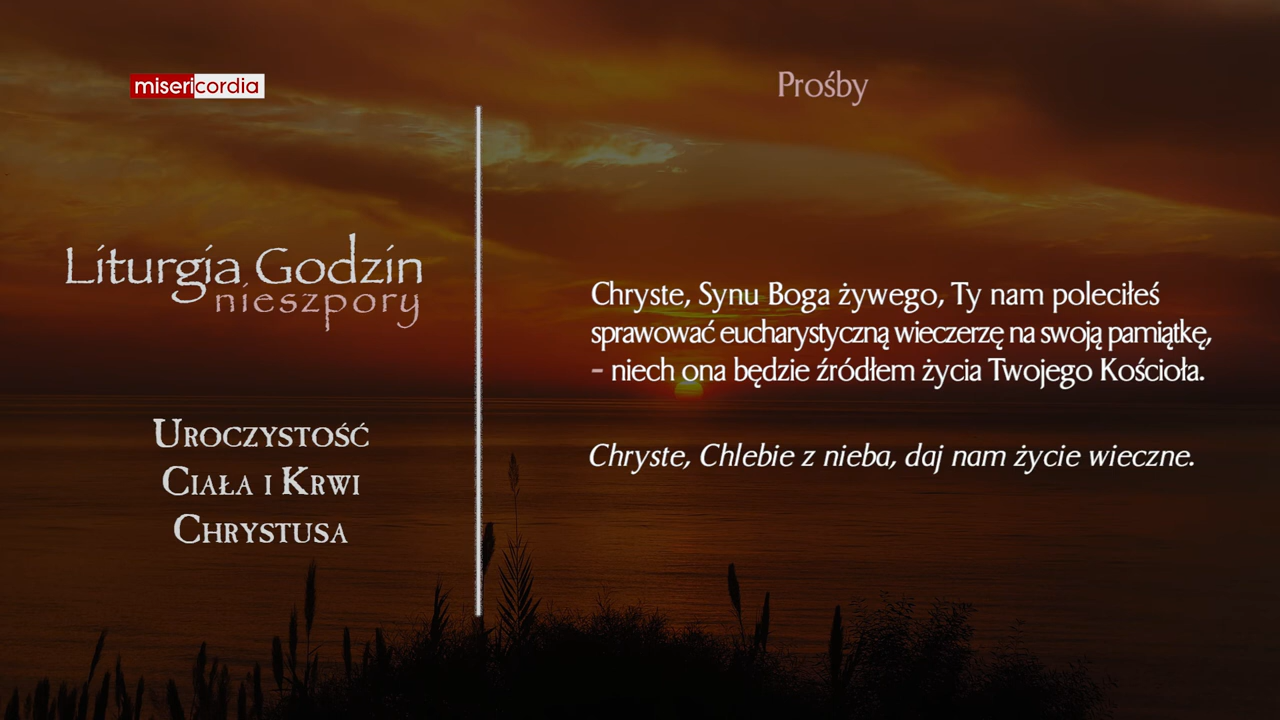 misericordia
Prośby
Liturgia Godzin
nieszpory
Uroczystość
Ciała i Krwi
Chrystusa
Chryste, Synu Boga żywego, Ty nam poleciłeś
sprawować eucharystyczną wieczerzę na swoją pamiątkę,
– niech ona będzie źródłem życia Twojego Kościoła.
Chryste, Chlebie z nieba, daj nam życie wieczne.